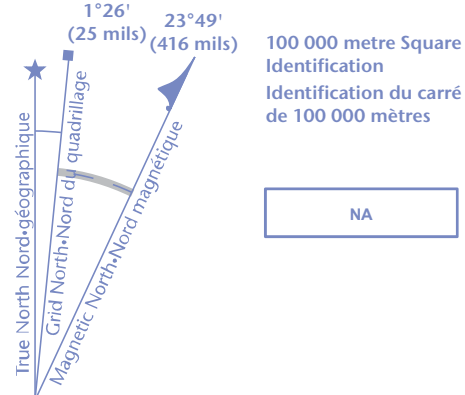 1°26'
(25 mils)
23°49'
(416 mils)
True North Nord•géographique
Grid North•Nord du quadrillage
Magnetic North•Nord magnétique
100 000 metre Square
Identification
Identification du carré
de 100 000 mètres
NA